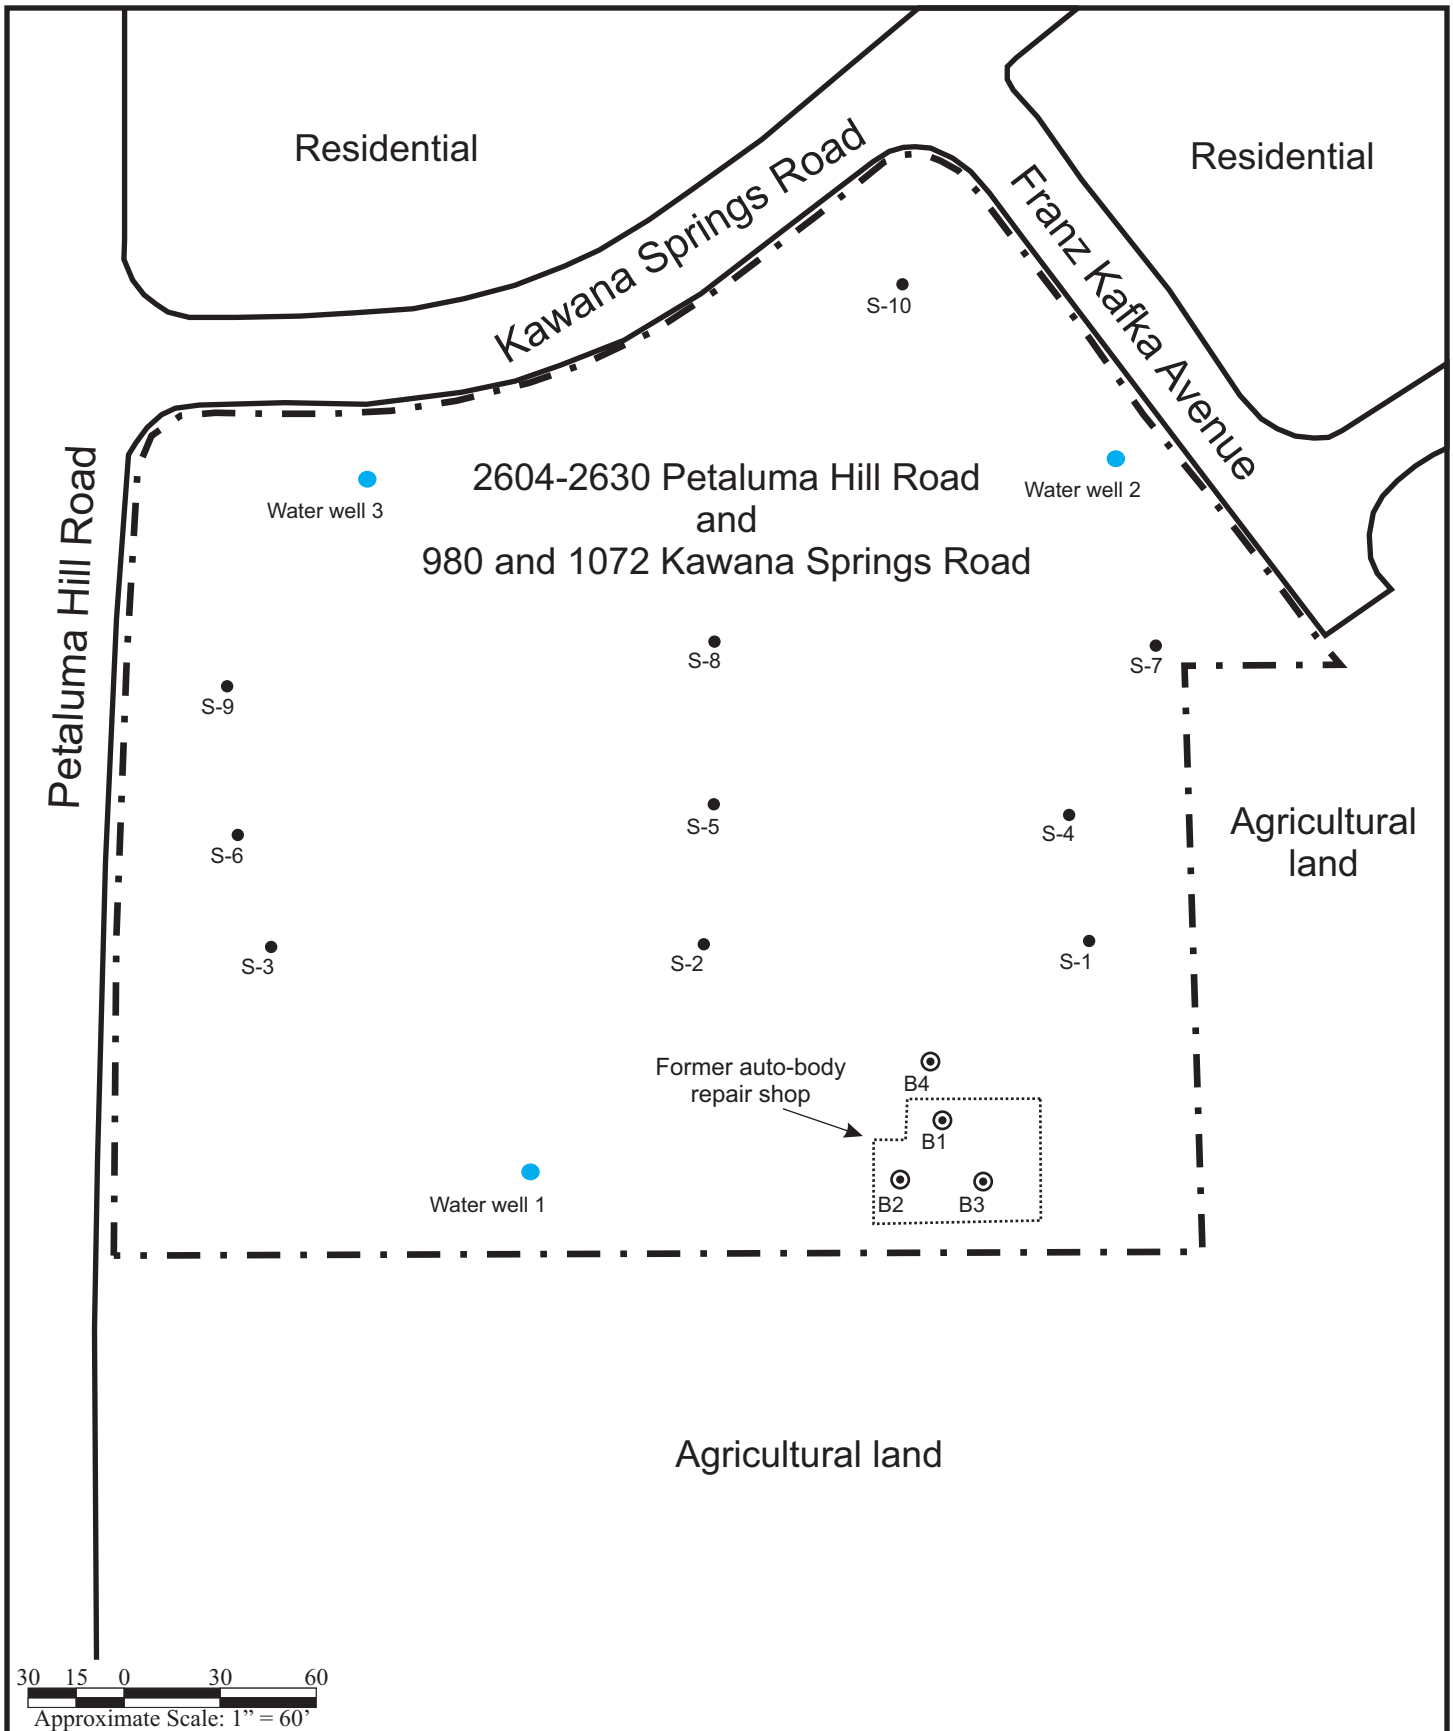 Residential
Residential
Kawana Springs Road
Franz Kafka Avenue
S-10
Petaluma Hill Road
2604-2630 Petaluma Hill Road
and
980 and 1072 Kawana Springs Road
Water well 3
Water well 2
S-8
S-7
S-9
S-5
S-4
S-6
Agricultural
land
S-3
S-2
S-1
Former auto-body
repair shop
B4
B1
B2
B3
Water well 1
Agricultural land
30 15 0 30 60
Approximate Scale: 1” = 60’